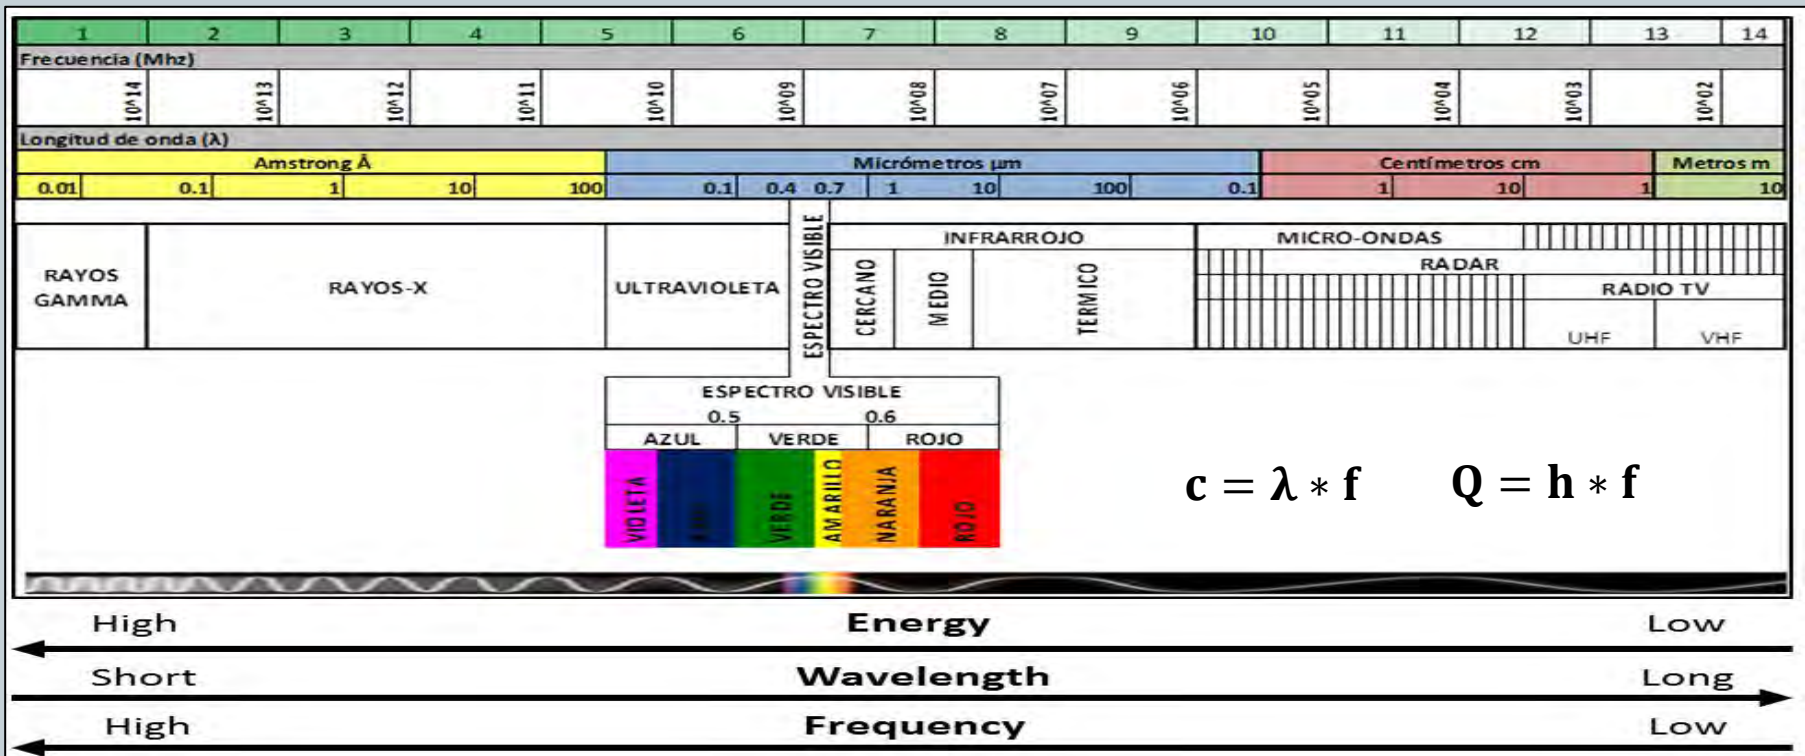 1 2 3 4 5 6 7 8 9 10 11 12 13 14
Frecuencia (Mhz)
10^14 10^13 10^12 10^11 10^10 10^09 10^08 10^07 10^06 10^05 10^04 10^03 10^02
Longitud de onda (λ)
Amstrong Å Micrómetros µm Centímetros cm Metros m
0.01 0.1 1 10 100 0.1 0.4 0.7 1 10 100 0.1 1 10 1 10
RAYOS GAMMA
RAYOS-X
ULTRAVIOLETA
ESPECTRO VISIBLE
INFRARROJO
CERCANO
MEDIO
TERMICO
MICRO-ONDAS
RADAR
RADIO TV
UHF VHF
ESPECTRO VISIBLE
0.5 0.6
AZUL VERDE ROJO
VIOLETA VERDE AMARILLO NARANJA ROJO
c = λ * f Q = h * f
High Energy Low
Short Wavelength Long
High Frequency Low